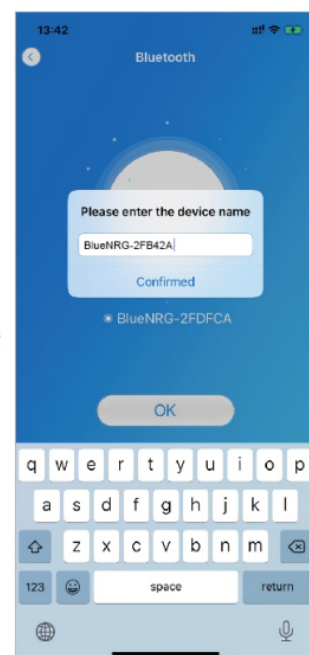 13:42
Bluetooth
Please enter the device name
BlueNRG-2FB42A
Confirmed
BlueNRG-2FDFCA
OK
q w e r t y u i o p
a s d f g h j k l
z x c v b n m
123 space return